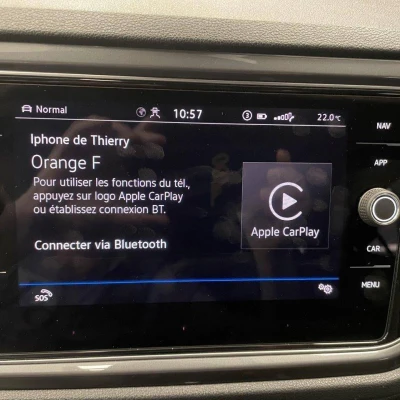 Normal
10:57
3
22.0°C
NAV
Iphone de Thierry
Orange F
Pour utiliser les fonctions du tél.,
appuyez sur logo Apple CarPlay
ou établissez connexion BT.
Apple CarPlay
Connecter via Bluetooth
SOS
APP
CAR
MENU